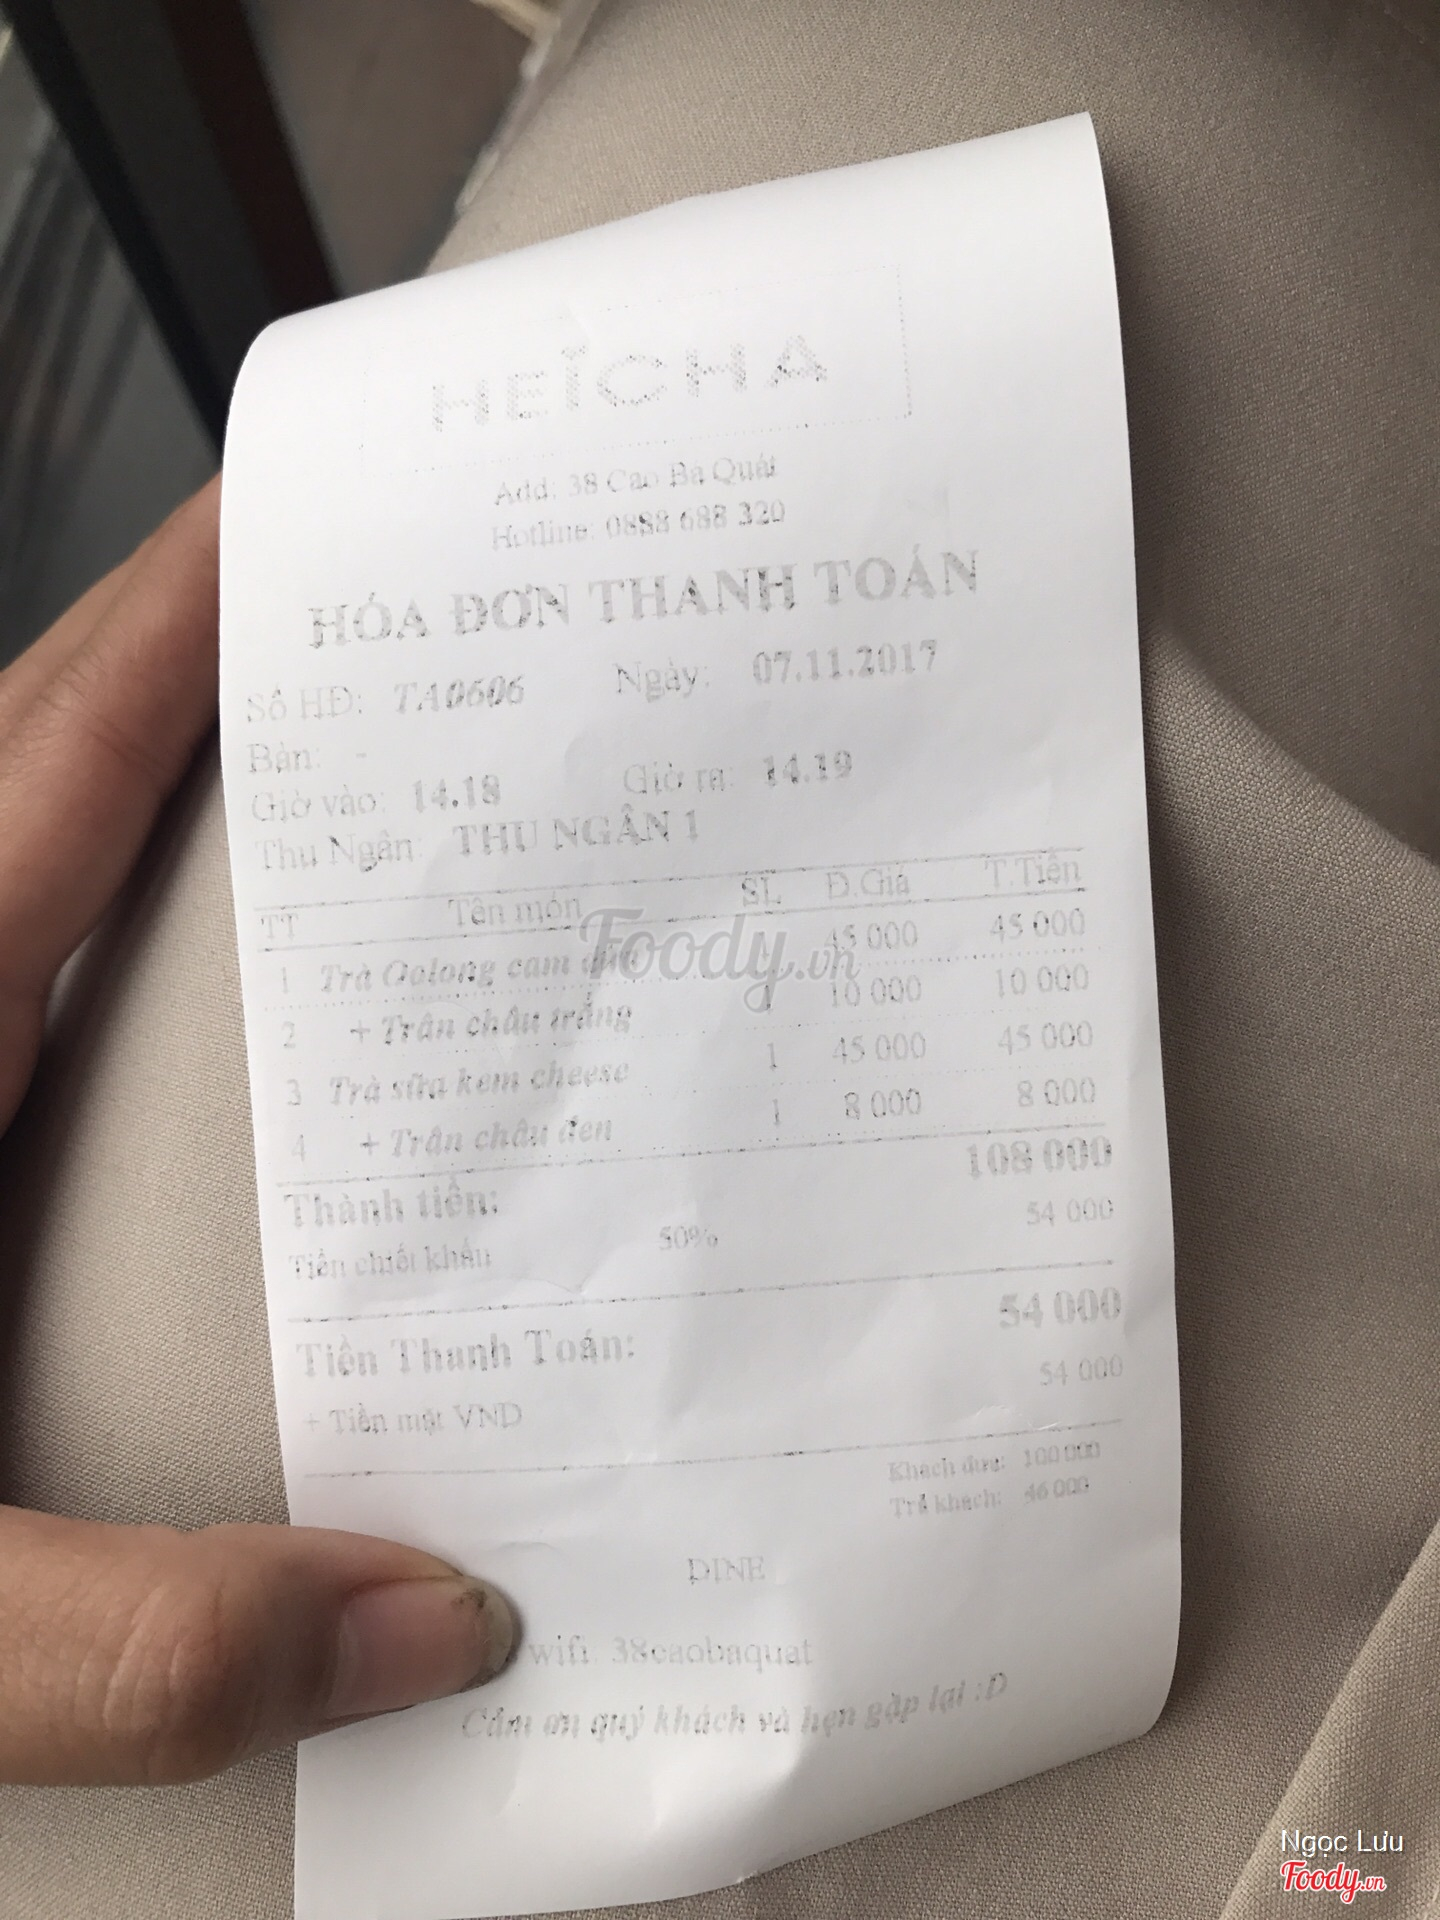 HEICHA
Add: 38 Cao Bá Quát
Hotline: 0888 688 320
HÓA ĐƠN THANH TOÁN
Số HĐ: TA0606 Ngày: 07.11.2017
Bàn: -
Giờ vào: 14.18 Giờ ra: 14.19
Thu Ngân: THU NGÂN 1
TT Tên món SL Đ.Giá T.Tiền
1 Trà Oolong cam 45 000 45 000
2 + Trân châu trắng 1 10 000 10 000
3 Trà sữa kem cheese 1 45 000 45 000
4 + Trân châu đen 1 8 000 8 000
Thành tiền: 108 000
Tiền chiết khấu 50% 54 000
Tiền Thanh Toán: 54 000
+ Tiền mặt VND 54 000
Khách đưa: 100 000
Trả khách: 46 000
DINE
wifi: 38caobaquat
Cảm ơn quý khách và hẹn gặp lại :D
Foody.vn
Ngọc Lưu
Foody.vn